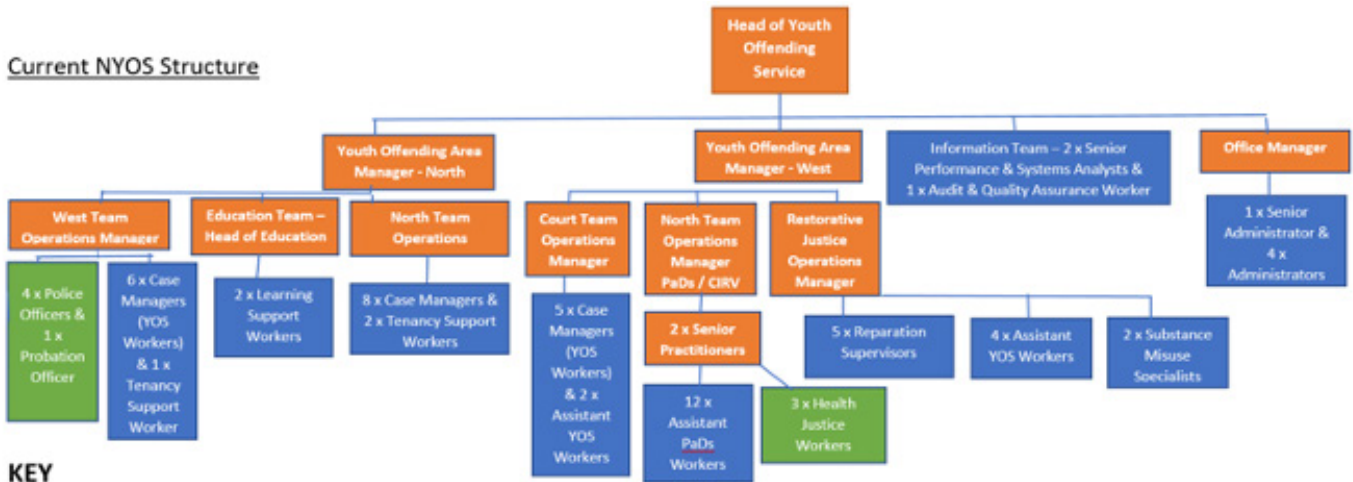 Current NYOS Structure
Head of Youth
Offending
Service
Youth Offending Area
Manager - North
Youth Offending Area
Manager - West
Information Team – 2 x Senior
Performance & Systems Analysts &
1 x Audit & Quality Assurance Worker
Office Manager
West Team
Operations Manager
Education Team –
Head of Education
North Team
Operations
Court Team
Operations
Manager
North Team
Operations
Manager
PaDs / CIRV
Restorative
Justice
Operations
Manager
1 x Senior
Administrator &
4 x
Administrators
4 x Police
Officers &
1 x
Probation
Officer
6 x Case
Managers
(YOS
Workers)
& 1 x
Tenancy
Support
Worker
2 x Learning
Support
Workers
8 x Case Managers &
2 x Tenancy Support
Workers
5 x Case
Managers
(YOS
Workers)
& 2 x
Assistant
YOS
Workers
2 x Senior
Practitioners
12 x
Assistant
PaDs
Workers
3 x Health
Justice
Workers
5 x Reparation
Supervisors
4 x Assistant
YOS Workers
2 x Substance
Misuse
Specialists
KEY